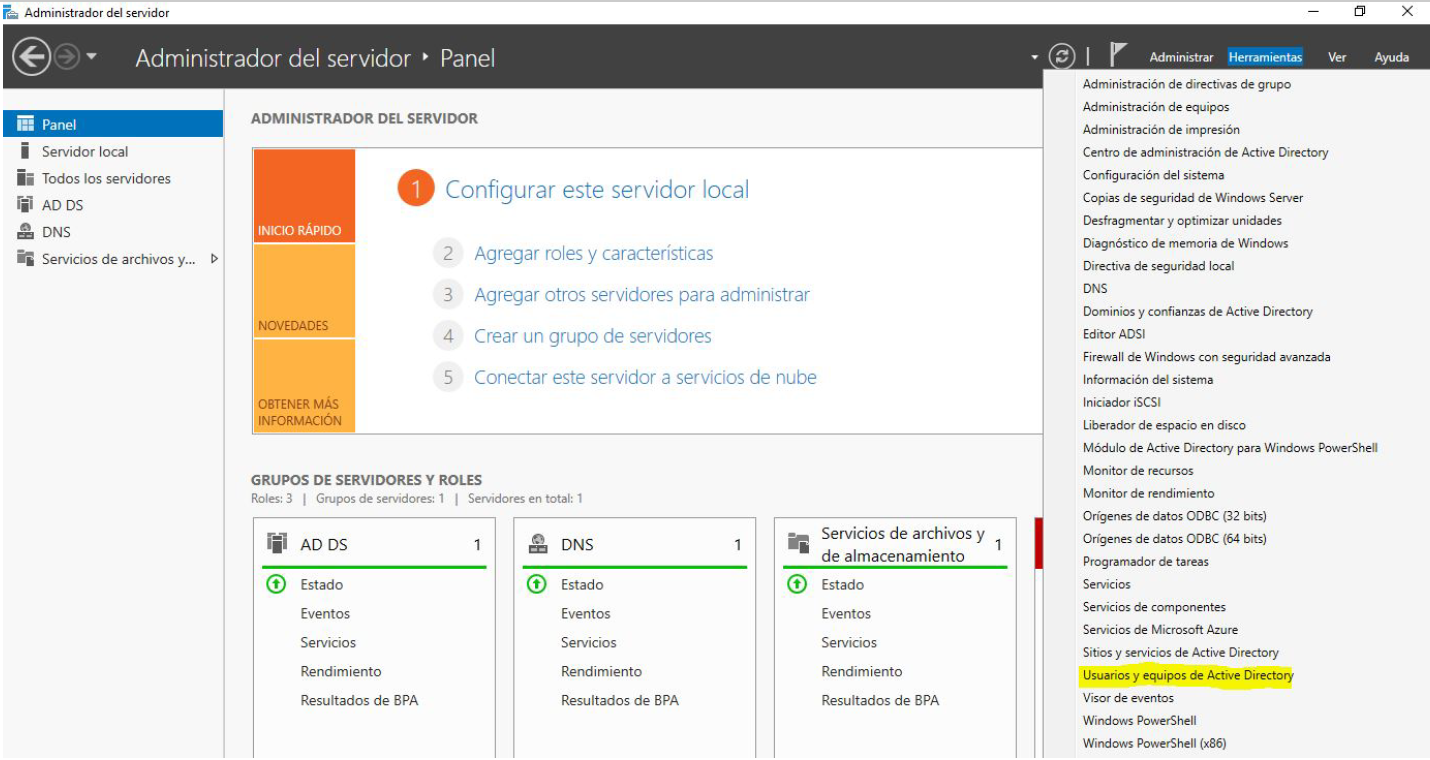 Administrador del servidor
Administrador del servidor ‣ Panel
Administrar Herramientas Ver Ayuda
Panel
Servidor local
Todos los servidores
AD DS
DNS
Servicios de archivos y...
ADMINISTRADOR DEL SERVIDOR
INICIO RÁPIDO
NOVEDADES
OBTENER MÁS
INFORMACIÓN
1 Configurar este servidor local
2 Agregar roles y características
3 Agregar otros servidores para administrar
4 Crear un grupo de servidores
5 Conectar este servidor a servicios de nube
GRUPOS DE SERVIDORES Y ROLES
Roles: 3 | Grupos de servidores: 1 | Servidores en total: 1
AD DS 1
Estado
Eventos
Servicios
Rendimiento
Resultados de BPA
DNS 1
Estado
Eventos
Servicios
Rendimiento
Resultados de BPA
Servicios de archivos y
de almacenamiento 1
Estado
Eventos
Servicios
Rendimiento
Resultados de BPA
Administración de directivas de grupo
Administración de equipos
Administración de impresión
Centro de administración de Active Directory
Configuración del sistema
Copias de seguridad de Windows Server
Desfragmentar y optimizar unidades
Diagnóstico de memoria de Windows
Directiva de seguridad local
DNS
Dominios y confianzas de Active Directory
Editor ADSI
Firewall de Windows con seguridad avanzada
Información del sistema
Iniciador iSCSI
Liberador de espacio en disco
Módulo de Active Directory para Windows PowerShell
Monitor de recursos
Monitor de rendimiento
Orígenes de datos ODBC (32 bits)
Orígenes de datos ODBC (64 bits)
Programador de tareas
Servicios
Servicios de componentes
Servicios de Microsoft Azure
Sitios y servicios de Active Directory
Usuarios y equipos de Active Directory
Visor de eventos
Windows PowerShell
Windows PowerShell (x86)